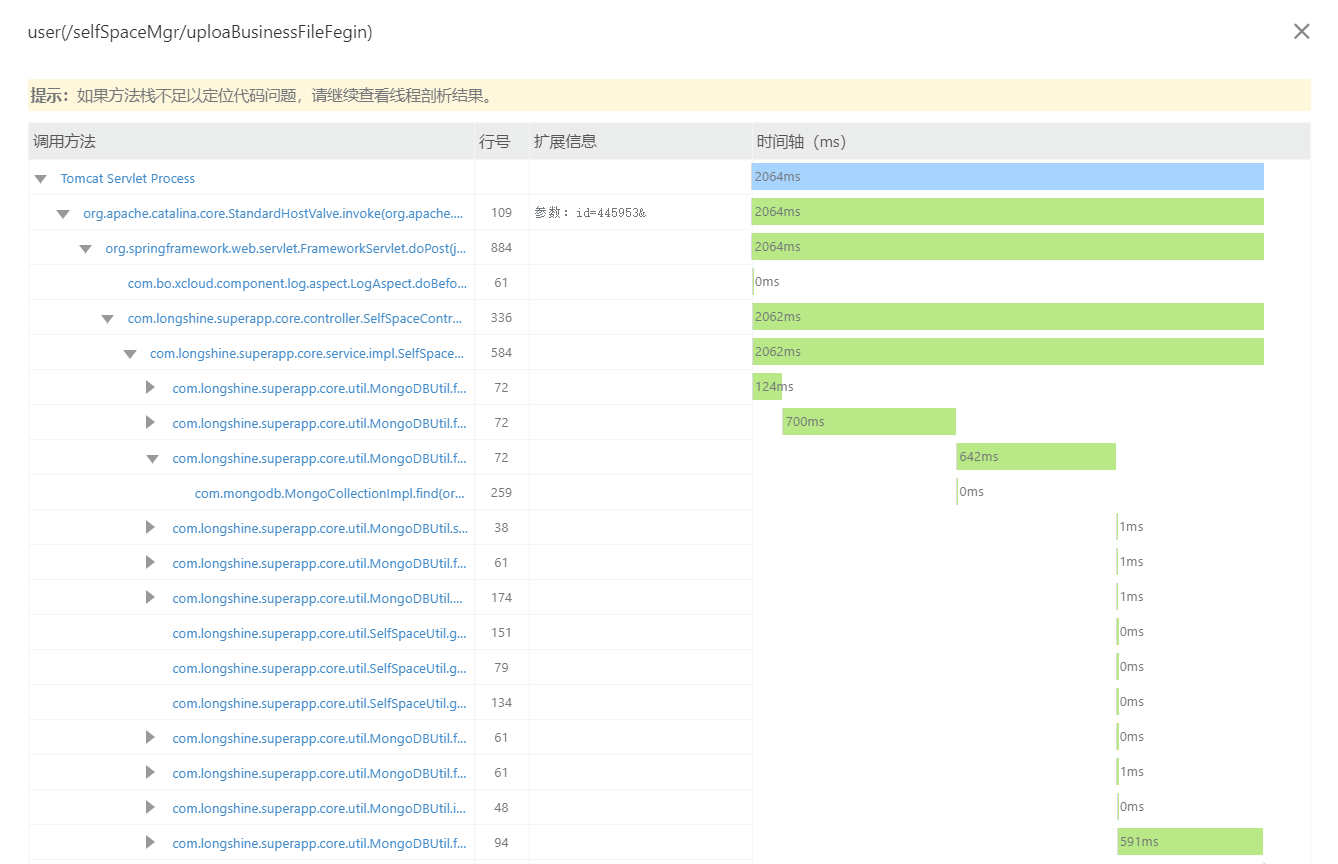 user(/selfSpaceMgr/uploaBusinessFileFegin)
提示：如果方法栈不足以定位代码问题，请继续查看线程剖析结果。
调用方法 行号 扩展信息 时间轴（ms）
Tomcat Servlet Process 2064ms
org.apache.catalina.core.StandardHostValve.invoke(org.apache.... 109 参数: id=445953& 2064ms
org.springframework.web.servlet.FrameworkServlet.doPost(j... 884 2064ms
com.bo.xcloud.component.log.aspect.LogAspect.doBefo... 61 0ms
com.longshine.superapp.core.controller.SelfSpaceContr... 336 2062ms
com.longshine.superapp.core.service.impl.SelfSpace... 584 2062ms
com.longshine.superapp.core.util.MongoDBUtil.f... 72 124ms
com.longshine.superapp.core.util.MongoDBUtil.f... 72 700ms
com.longshine.superapp.core.util.MongoDBUtil.f... 72 642ms
com.mongodb.MongoCollectionImpl.find(or... 259 0ms
com.longshine.superapp.core.util.MongoDBUtil.s... 38 1ms
com.longshine.superapp.core.util.MongoDBUtil.f... 61 1ms
com.longshine.superapp.core.util.MongoDBUtil.... 174 1ms
com.longshine.superapp.core.util.SelfSpaceUtil.g... 151 0ms
com.longshine.superapp.core.util.SelfSpaceUtil.g... 79 0ms
com.longshine.superapp.core.util.SelfSpaceUtil.g... 134 0ms
com.longshine.superapp.core.util.MongoDBUtil.f... 61 0ms
com.longshine.superapp.core.util.MongoDBUtil.f... 61 1ms
com.longshine.superapp.core.util.MongoDBUtil.i... 48 0ms
com.longshine.superapp.core.util.MongoDBUtil.f... 94 591ms